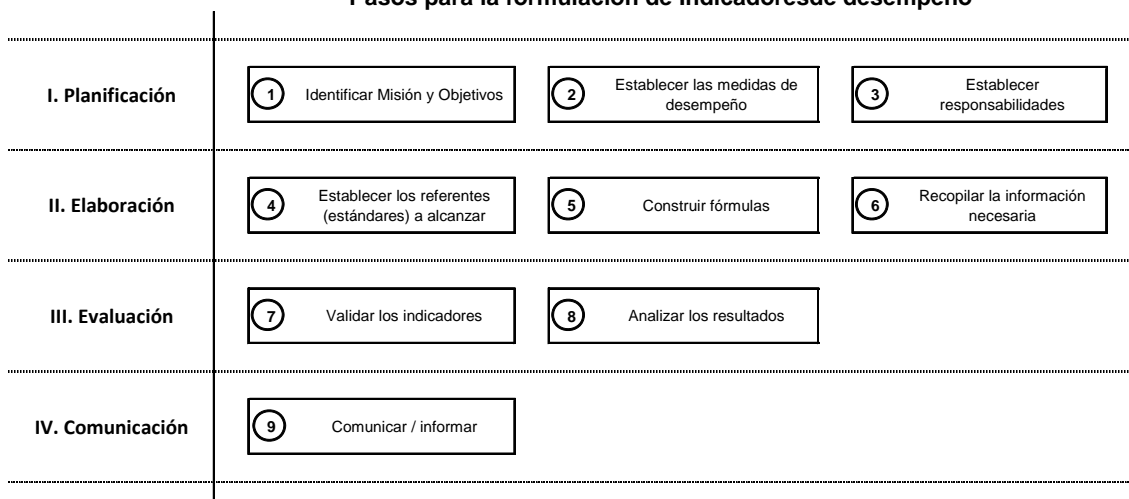 Pasos para la formulación de Indicadoresde desempeño
I. Planificación
1
Identificar Misión y Objetivos
2
Establecer las medidas de
desempeño
3
Establecer
responsabilidades
II. Elaboración
4
Establecer los referentes
(estándares) a alcanzar
5
Construir fórmulas
6
Recopilar la información
necesaria
III. Evaluación
7
Validar los indicadores
8
Analizar los resultados
IV. Comunicación
9
Comunicar / informar